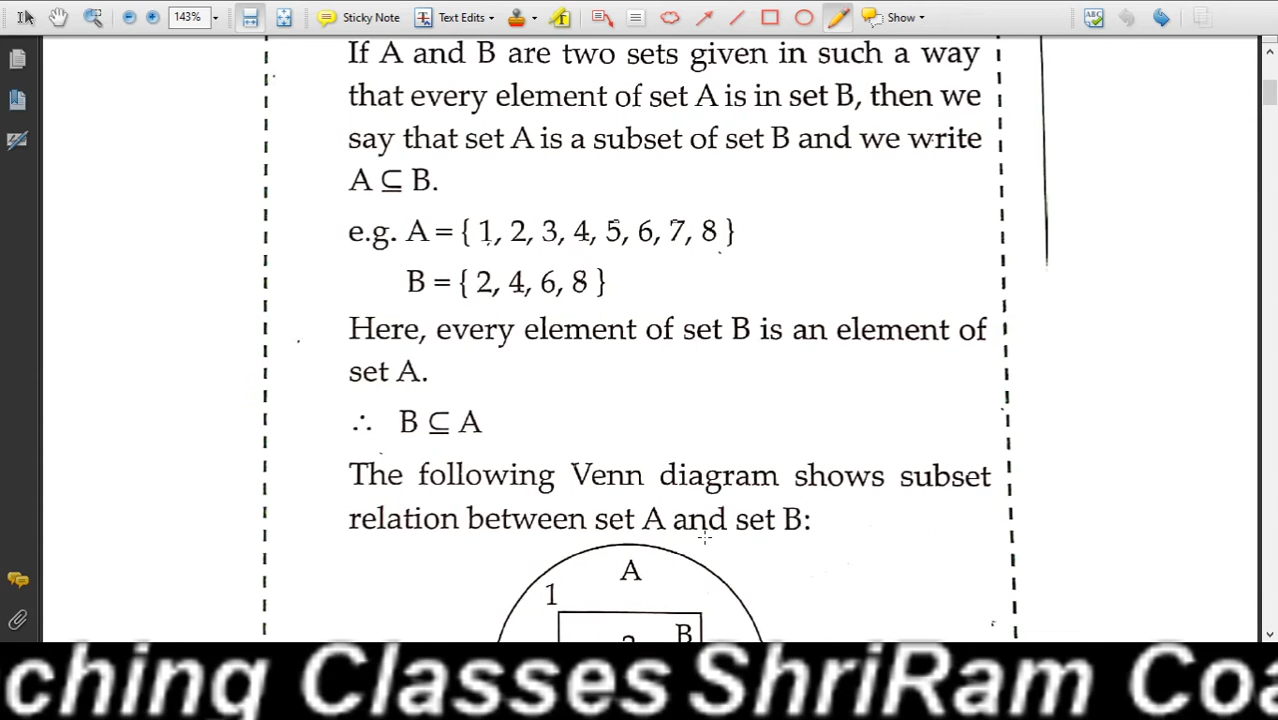 143% Sticky Note Text Edits Show
If A and B are two sets given in such a way
that every element of set A is in set B, then we
say that set A is a subset of set B and we write
A ⊆ B.
e.g. A = { 1, 2, 3, 4, 5, 6, 7, 8 }
B = { 2, 4, 6, 8 }
Here, every element of set B is an element of
set A.
∴ B ⊆ A
The following Venn diagram shows subset
relation between set A and set B:
A
1
B
2
ching Classes ShriRam Coa